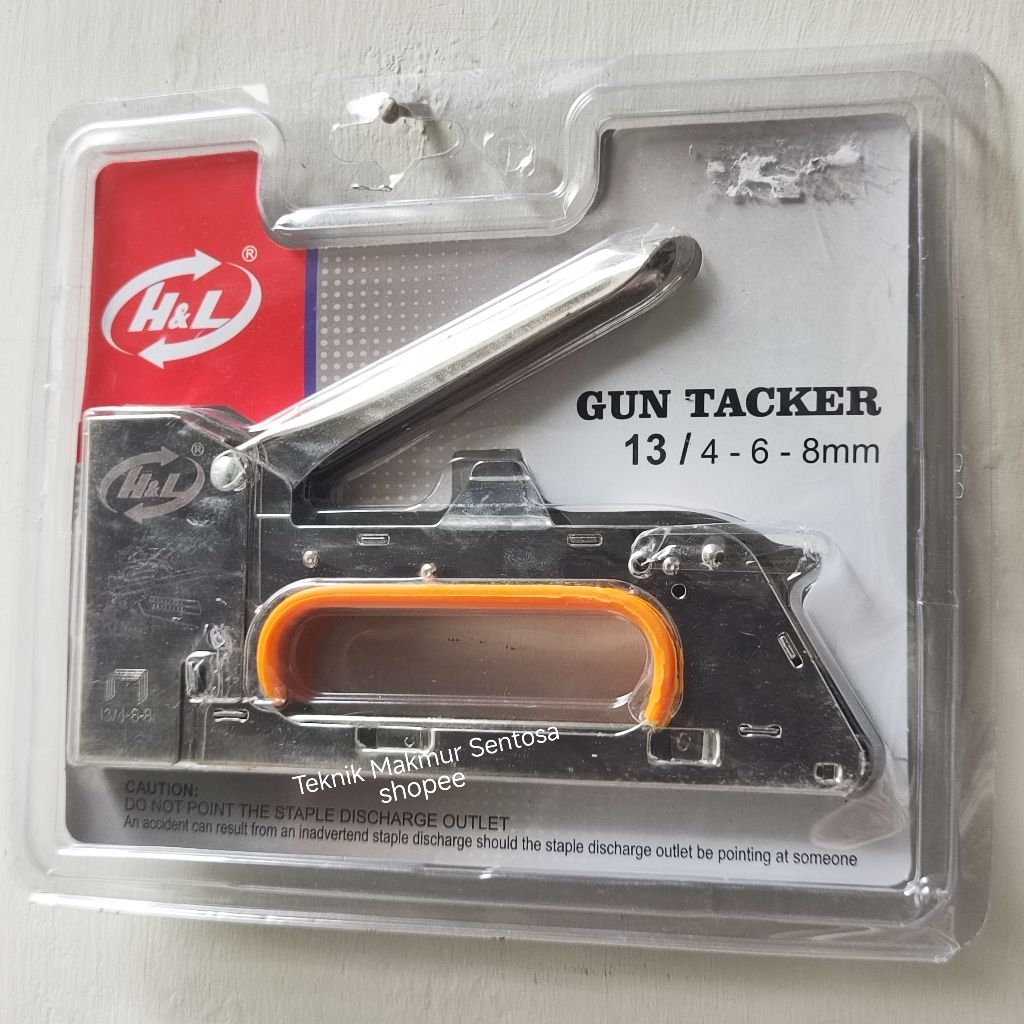 H&L®
GUN TACKER
13 / 4 - 6 - 8mm
H&L®
13/4-6-8
Teknik Makmur Sentosa
shopee
CAUTION:
DO NOT POINT THE STAPLE DISCHARGE OUTLET
An accident can result from an inadvertend staple discharge should the staple discharge outlet be pointing at someone